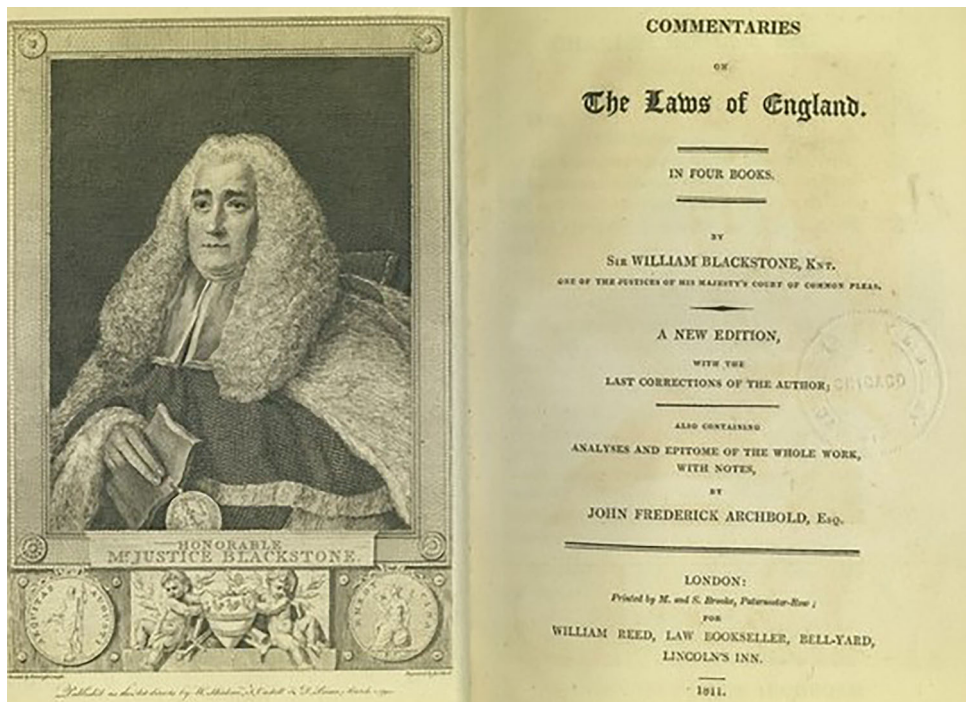 HONORABLE
MR JUSTICE BLACKSTONE.
COMMENTARIES
ON
The Laws of England.
IN FOUR BOOKS.
BY
SIR WILLIAM BLACKSTONE, KNT.
ONE OF THE JUSTICES OF HIS MAJESTY'S COURT OF COMMON PLEAS.
A NEW EDITION,
WITH THE
LAST CORRECTIONS OF THE AUTHOR;
ALSO CONTAINING
ANALYSES AND EPITOME OF THE WHOLE WORK,
WITH NOTES,
BY
JOHN FREDERICK ARCHBOLD, ESQ.
LONDON:
Printed by M. and S. Brooke, Paternoster-Row;
FOR
WILLIAM REED, LAW BOOKSELLER, BELL-YARD,
LINCOLN'S INN.
1811.
CHICAGO